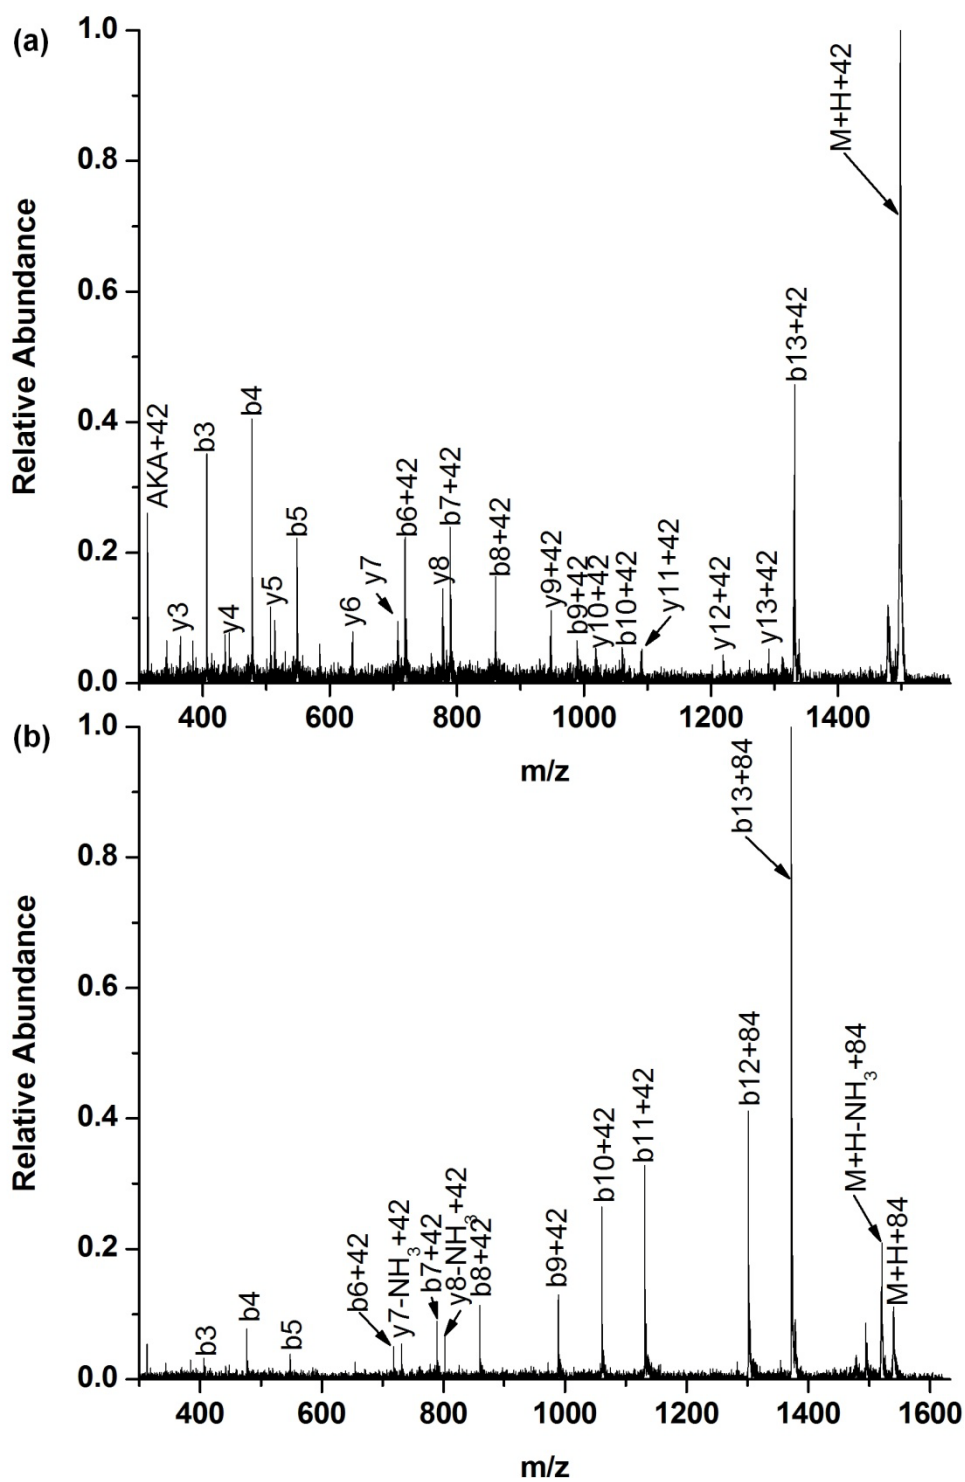 (a)
Relative Abundance
1.0
0.8
0.6
0.4
0.2
0.0
AKA+42
y3
b3
y4
b4
y5
b5
y6
y7
b6+42
y8
b7+42
b8+42
y9+42
b9+42
y10+42
b10+42
y11+42
y12+42
y13+42
b13+42
M+H+42
400 600 800 1000 1200 1400
m/z
(b)
Relative Abundance
1.0
0.8
0.6
0.4
0.2
0.0
b3
b4
b5
b6+42
y7-NH₃+42
b7+42
y8-NH₃+42
b8+42
b9+42
b10+42
b11+42
b12+84
b13+84
M+H-NH₃+84
M+H+84
400 600 800 1000 1200 1400 1600
m/z